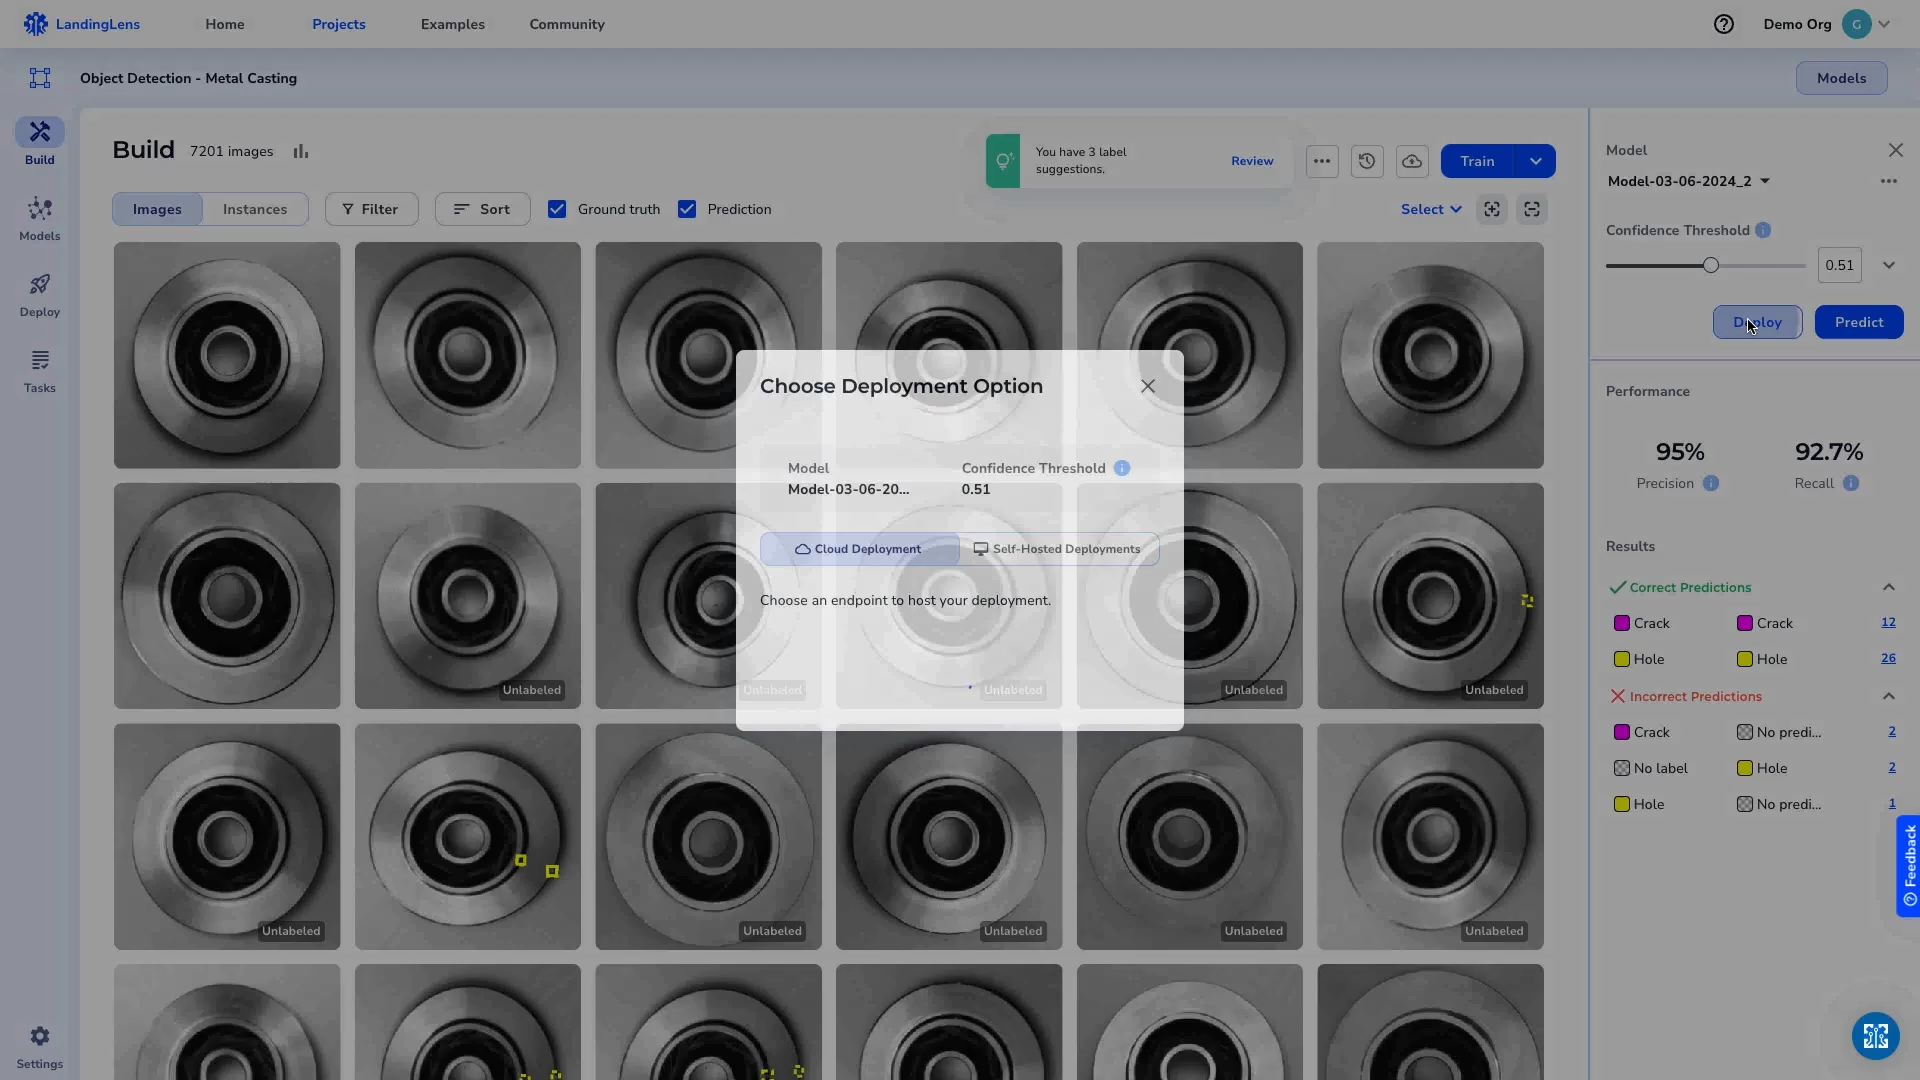 LandingLens
Home
Projects
Examples
Community
Demo Org
G
Object Detection - Metal Casting
Models
Build
Models
Deploy
Tasks
Settings
Build
7201 images
You have 3 label
suggestions.
Review
Train
Images
Instances
Filter
Sort
Ground truth
Prediction
Select
Unlabeled
Unlabeled
Unlabeled
Unlabeled
Unlabeled
Unlabeled
Unlabeled
Unlabeled
Unlabeled
Unlabeled
Choose Deployment Option
Model
Confidence Threshold
Model-03-06-20...
0.51
Cloud Deployment
Self-Hosted Deployments
Choose an endpoint to host your deployment.
Model
Model-03-06-2024_2
Confidence Threshold
0.51
Deploy
Predict
Performance
95%
92.7%
Precision
Recall
Results
Correct Predictions
Crack
Crack
12
Hole
Hole
26
Incorrect Predictions
Crack
No predi...
2
No label
Hole
2
Hole
No predi...
1
Feedback